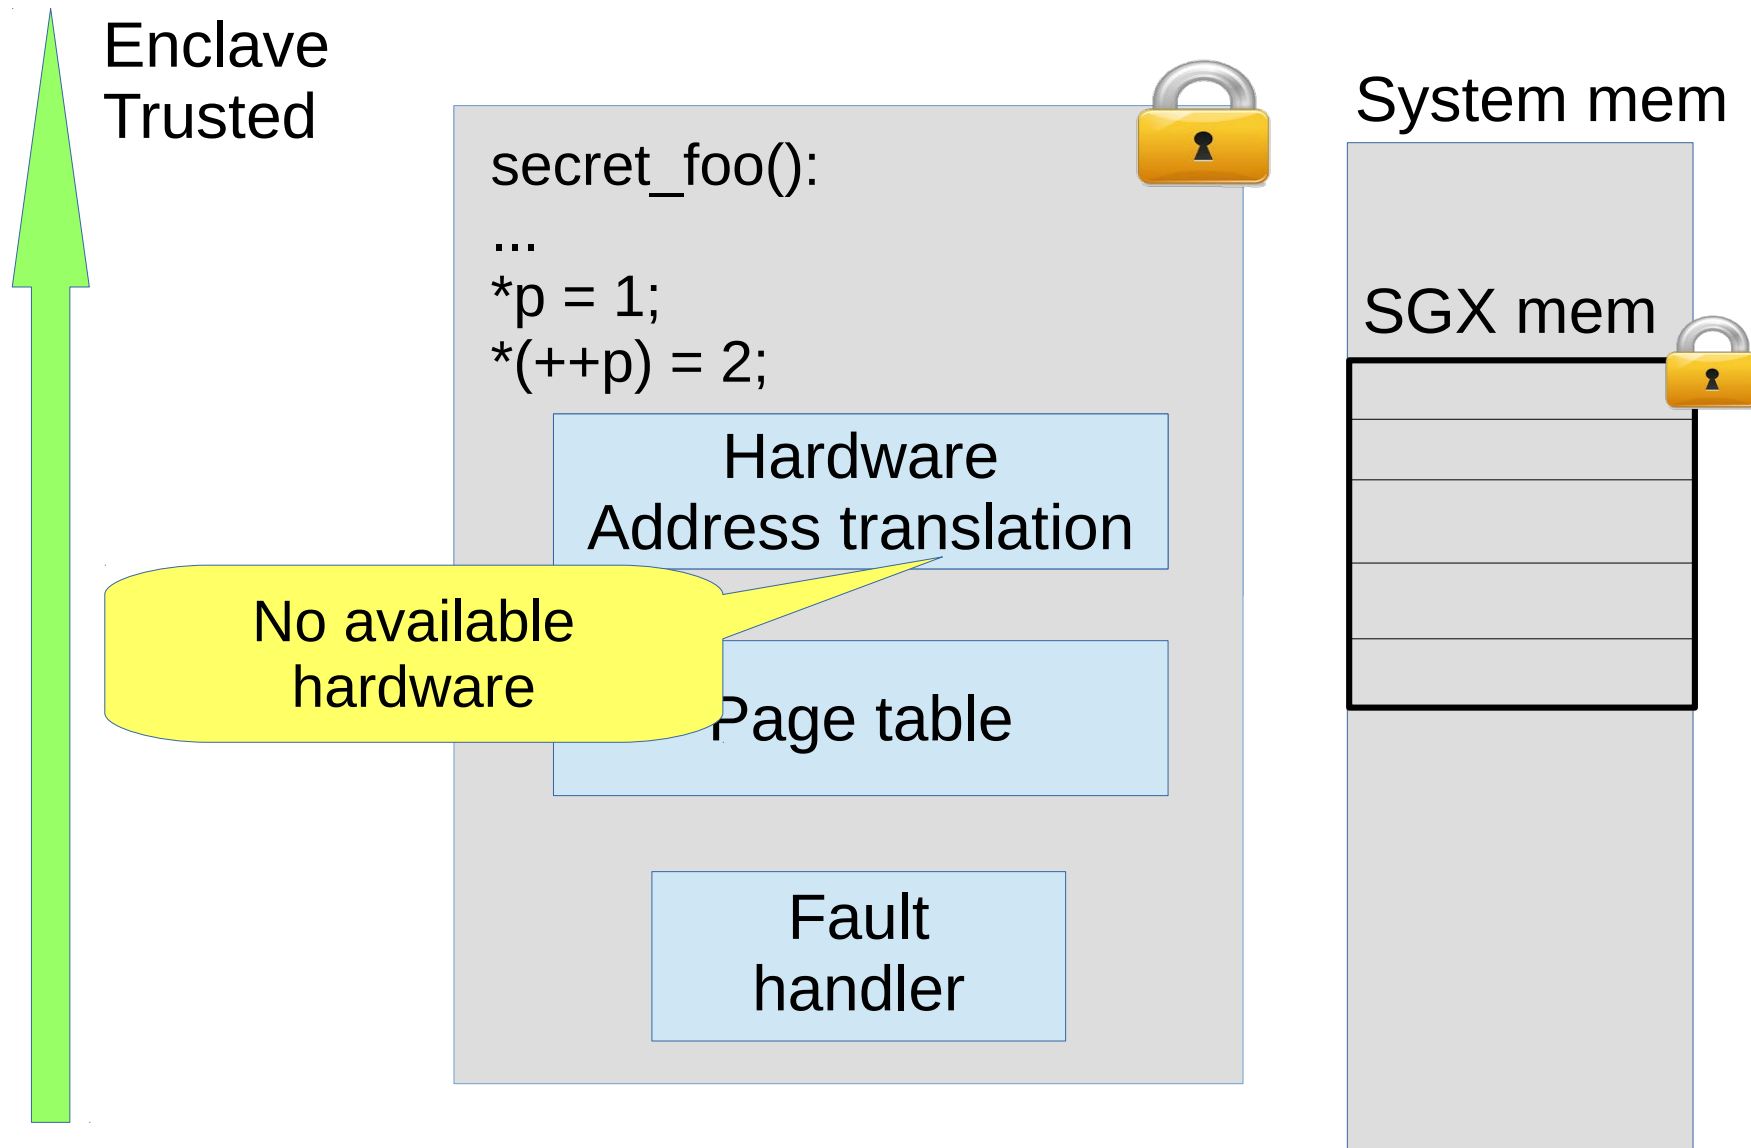 Enclave
Trusted
System mem
secret_foo():
...
*p = 1;
*(++p) = 2;
SGX mem
Hardware
Address translation
No available
hardware
Page table
Fault
handler